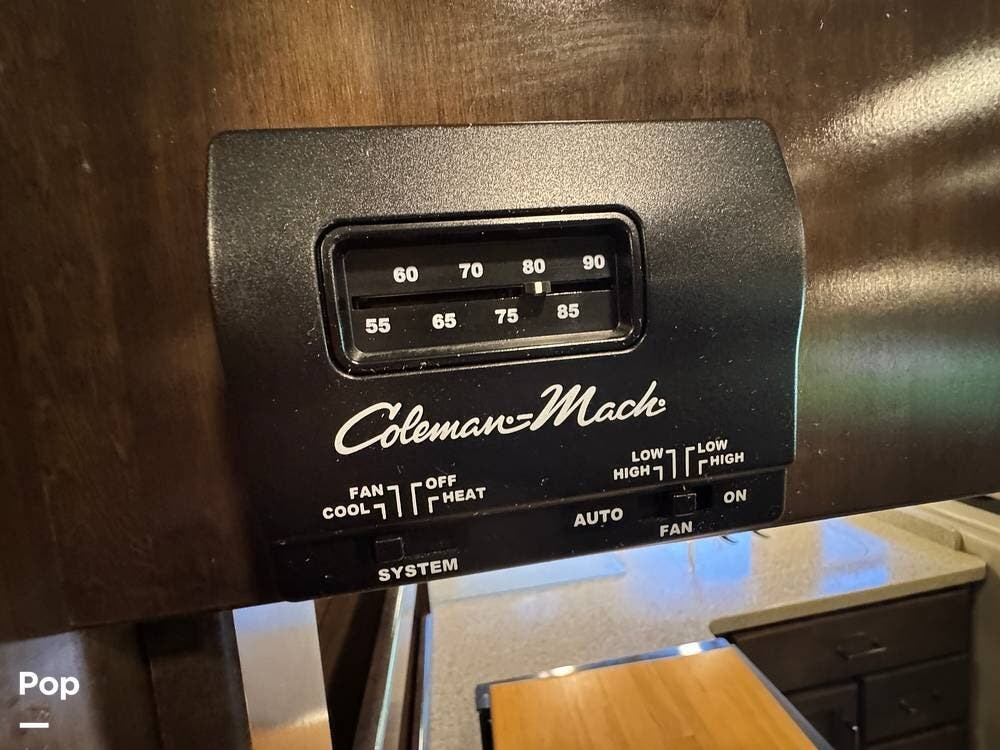 60 70 80 90
55 65 75 85
Coleman-Mach
LOW LOW
HIGH HIGH
FAN OFF
COOL HEAT
AUTO ON
FAN
SYSTEM
Pop